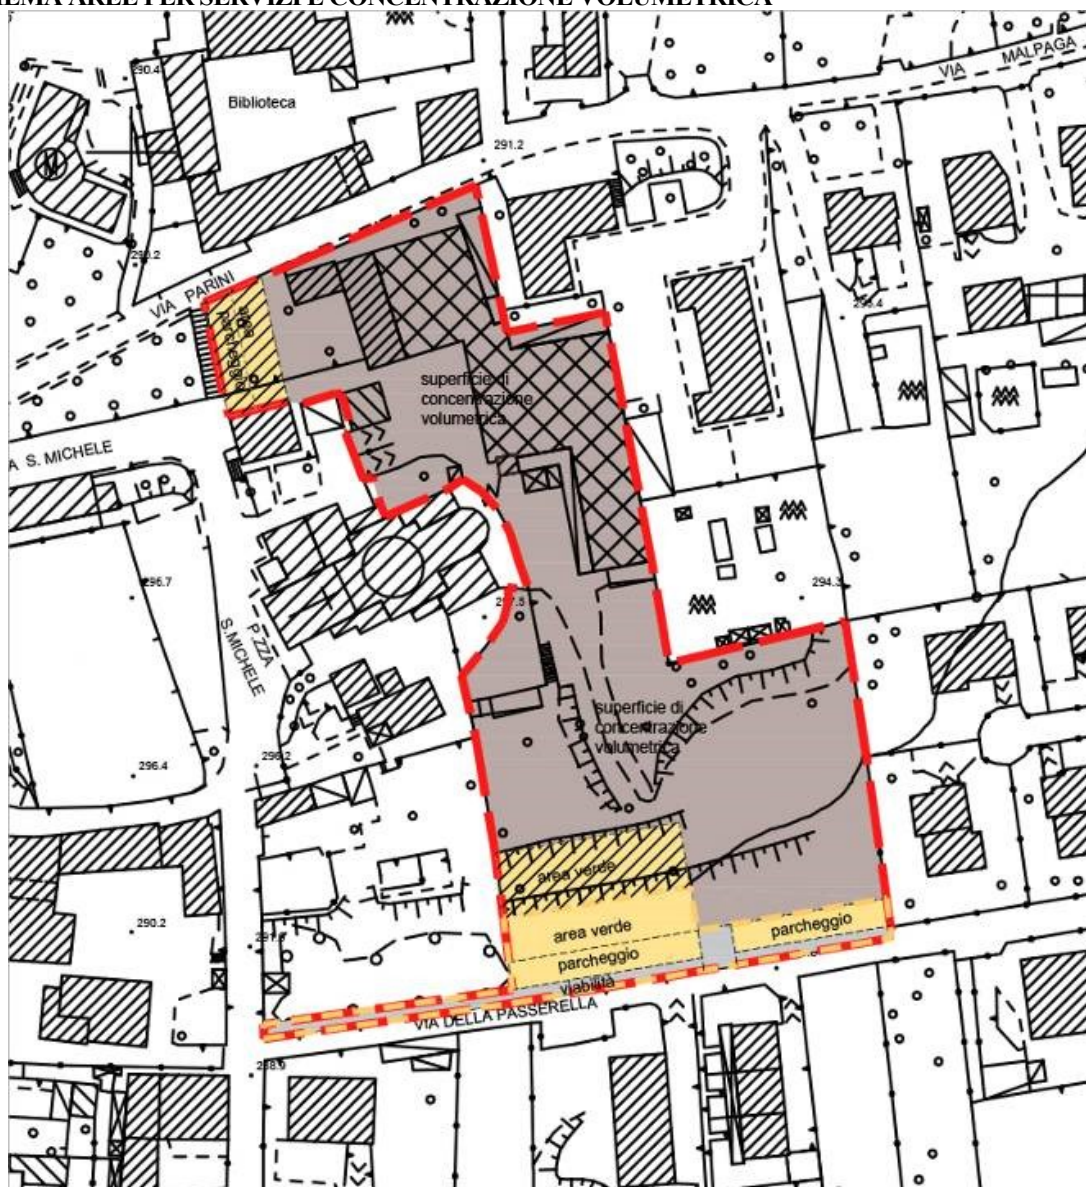 AREE PER SERVIZI E CONCENTRAZIONE VOLUMETRICA
VIA MALPAGA
290.4
Biblioteca
291.2
VIA PARINI
area
parcheggio
superficie di
concentrazione
volumetrica
S. MICHELE
296.7
294.3
P.ZZA
S.MICHELE
superficie di
concentrazione
volumetrica
296.2
296.4
area verde
290.2
area verde
parcheggio
parcheggio
viabilità
VIA DELLA PASSERELLA